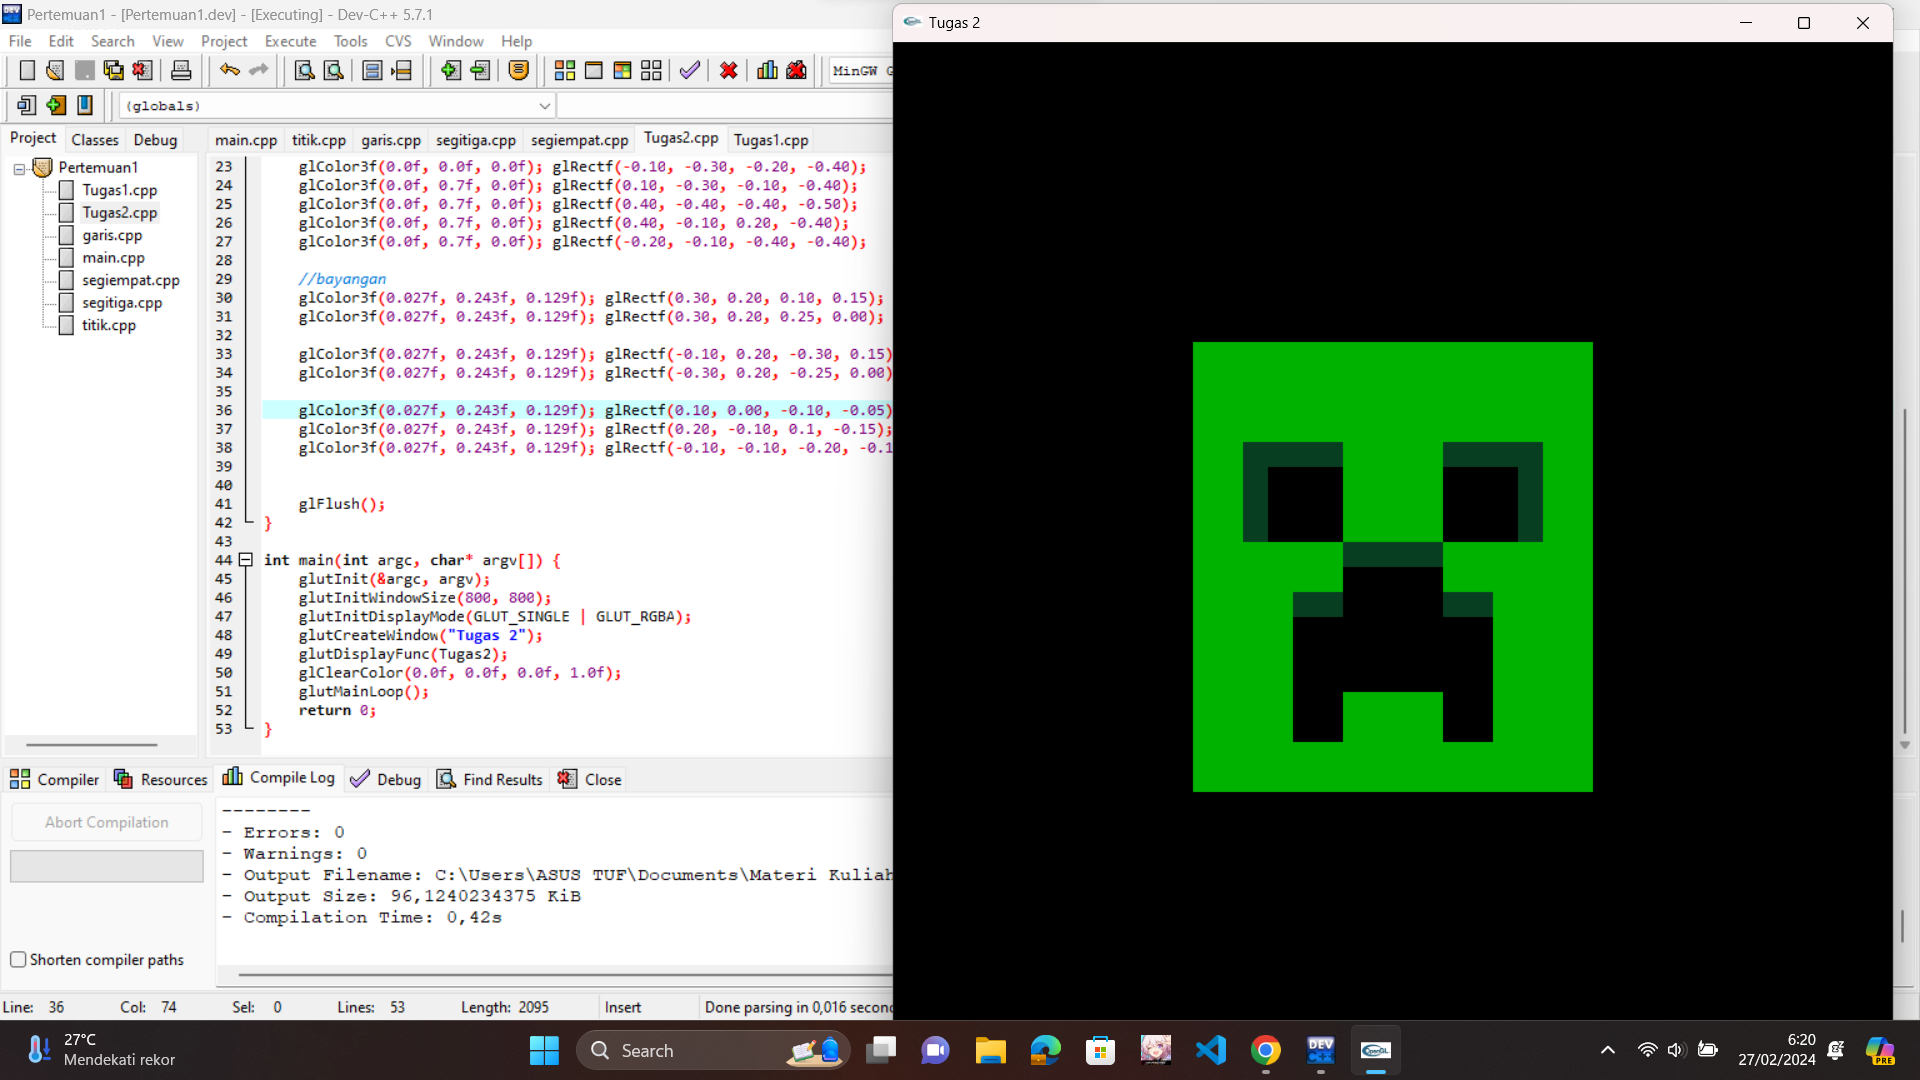 Pertemuan1 - [Pertemuan1.dev] - [Executing] - Dev-C++ 5.7.1
File Edit Search View Project Execute Tools CVS Window Help
MinGW G
(globals)
Project Classes Debug
main.cpp titik.cpp garis.cpp segitiga.cpp segiempat.cpp Tugas2.cpp Tugas1.cpp
Pertemuan1
Tugas1.cpp
Tugas2.cpp
garis.cpp
main.cpp
segiempat.cpp
segitiga.cpp
titik.cpp
23 glColor3f(0.0f, 0.0f, 0.0f); glRectf(-0.10, -0.30, -0.20, -0.40);
24 glColor3f(0.0f, 0.7f, 0.0f); glRectf(0.10, -0.30, -0.10, -0.40);
25 glColor3f(0.0f, 0.7f, 0.0f); glRectf(0.40, -0.40, -0.40, -0.50);
26 glColor3f(0.0f, 0.7f, 0.0f); glRectf(0.40, -0.10, 0.20, -0.40);
27 glColor3f(0.0f, 0.7f, 0.0f); glRectf(-0.20, -0.10, -0.40, -0.40);
28
29 //bayangan
30 glColor3f(0.027f, 0.243f, 0.129f); glRectf(0.30, 0.20, 0.10, 0.15);
31 glColor3f(0.027f, 0.243f, 0.129f); glRectf(0.30, 0.20, 0.25, 0.00);
32
33 glColor3f(0.027f, 0.243f, 0.129f); glRectf(-0.10, 0.20, -0.30, 0.15)
34 glColor3f(0.027f, 0.243f, 0.129f); glRectf(-0.30, 0.20, -0.25, 0.00)
35
36 glColor3f(0.027f, 0.243f, 0.129f); glRectf(0.10, 0.00, -0.10, -0.05)
37 glColor3f(0.027f, 0.243f, 0.129f); glRectf(0.20, -0.10, 0.1, -0.15);
38 glColor3f(0.027f, 0.243f, 0.129f); glRectf(-0.10, -0.10, -0.20, -0.1
39
40
41 glFlush();
42 }
43
44 int main(int argc, char* argv[]) {
45 glutInit(&argc, argv);
46 glutInitWindowSize(800, 800);
47 glutInitDisplayMode(GLUT_SINGLE | GLUT_RGBA);
48 glutCreateWindow("Tugas 2");
49 glutDisplayFunc(Tugas2);
50 glClearColor(0.0f, 0.0f, 0.0f, 1.0f);
51 glutMainLoop();
52 return 0;
53 }
Compiler Resources Compile Log Debug Find Results Close
Abort Compilation
Shorten compiler paths
--------
- Errors: 0
- Warnings: 0
- Output Filename: C:\Users\ASUS TUF\Documents\Materi Kuliah
- Output Size: 96,1240234375 KiB
- Compilation Time: 0,42s
Line: 36 Col: 74 Sel: 0 Lines: 53 Length: 2095 Insert Done parsing in 0,016 secon
Tugas 2
27°C
Mendekati rekor
Search
DEV
OpenGL
6:20
27/02/2024
PRE